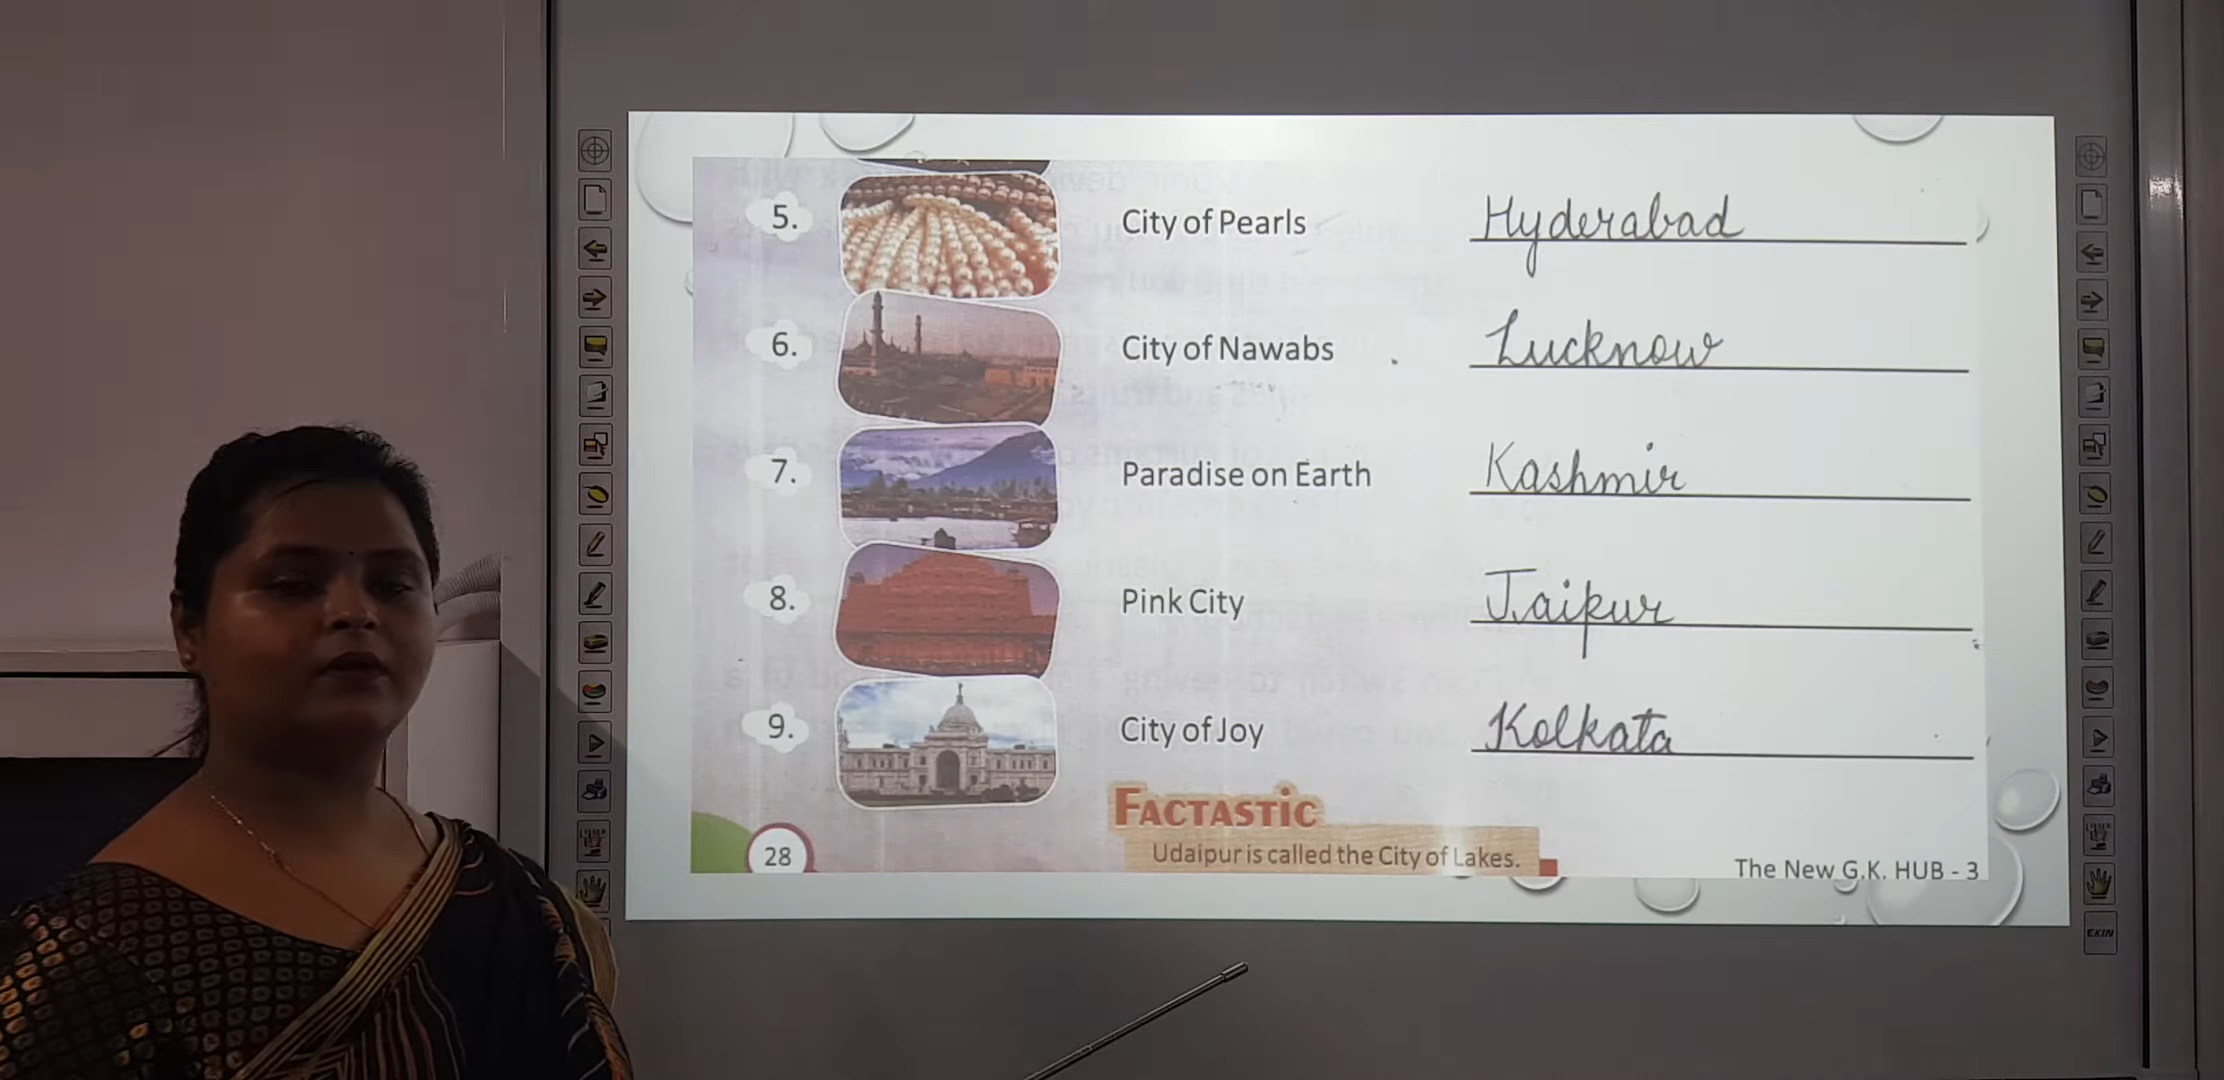 5. City of Pearls Hyderabad
6. City of Nawabs Lucknow
7. Paradise on Earth Kashmir
8. Pink City Jaipur
9. City of Joy Kolkata
FACTASTiC
Udaipur is called the City of Lakes.
28
The New G.K. HUB - 3
EKIN